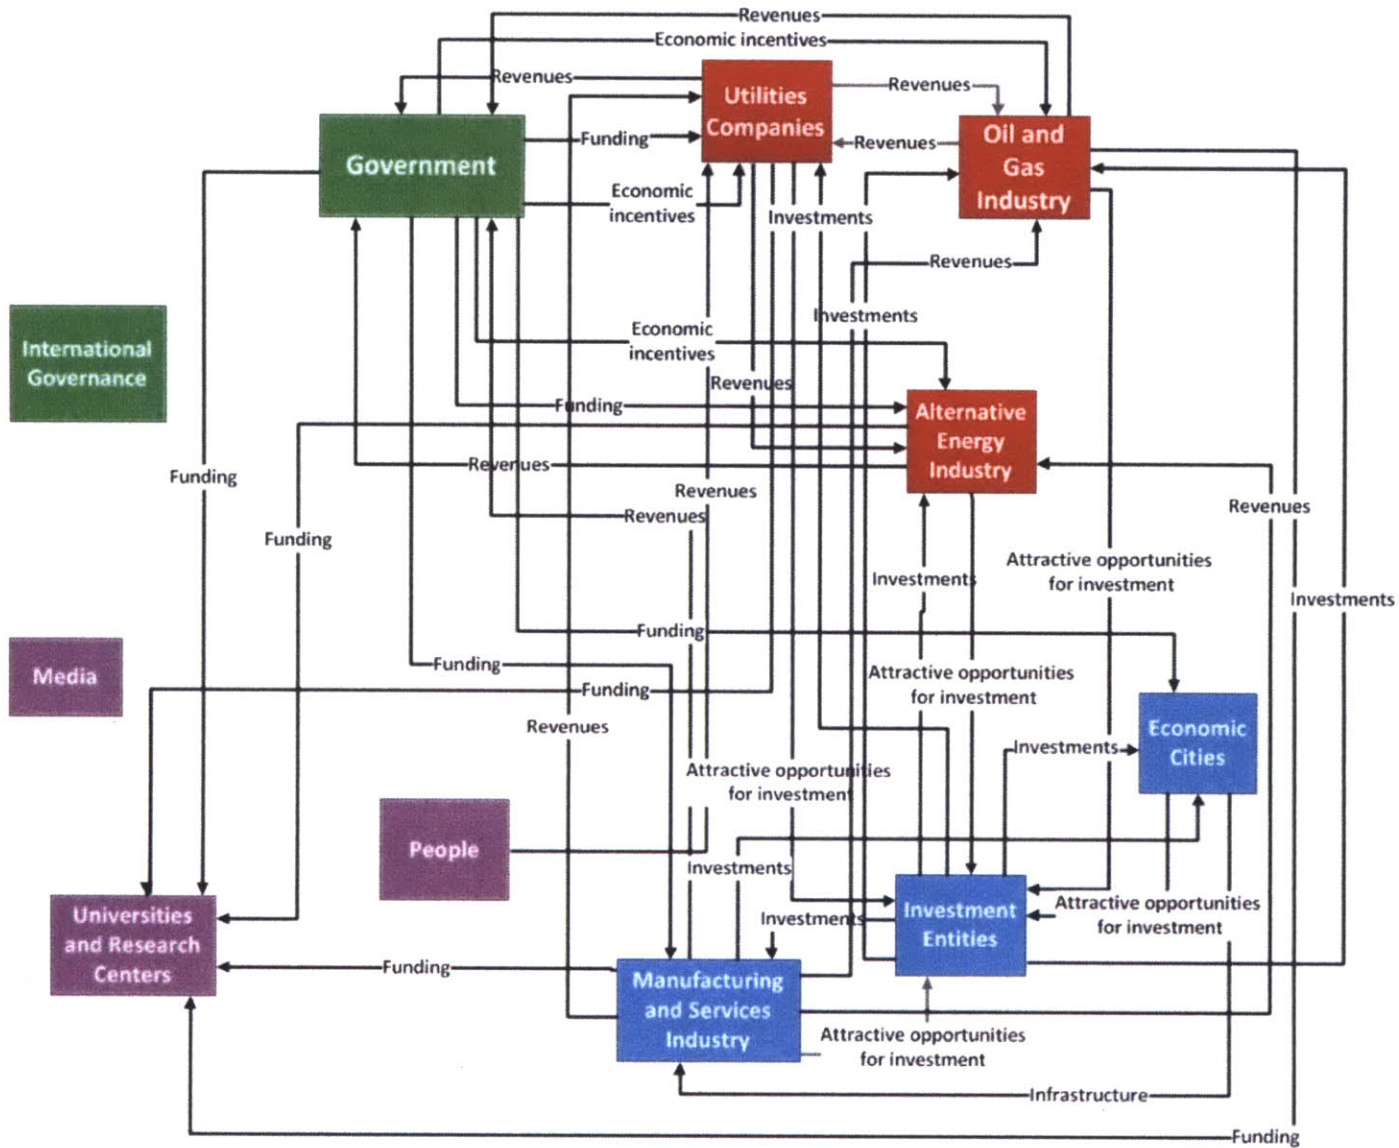 Revenues
Economic incentives
Revenues
Utilities
Companies
Revenues
Oil and
Gas
Industry
Government
Funding
Revenues
Economic
incentives
Investments
Revenues
International
Governance
Investments
Economic
incentives
Revenues
Funding
Alternative
Energy
Industry
Revenues
Funding
Revenues
Revenues
Revenues
Funding
Attractive opportunities
for investment
Investments
Investments
Funding
Media
Funding
Funding
Attractive opportunities
for investment
Revenues
Economic
Cities
Investments
Attractive opportunities
for investment
People
Investments
Universities
and Research
Centers
Investments
Investment
Entities
Attractive opportunities
for investment
Funding
Manufacturing
and Services
Industry
Attractive opportunities
for investment
Infrastructure
Funding